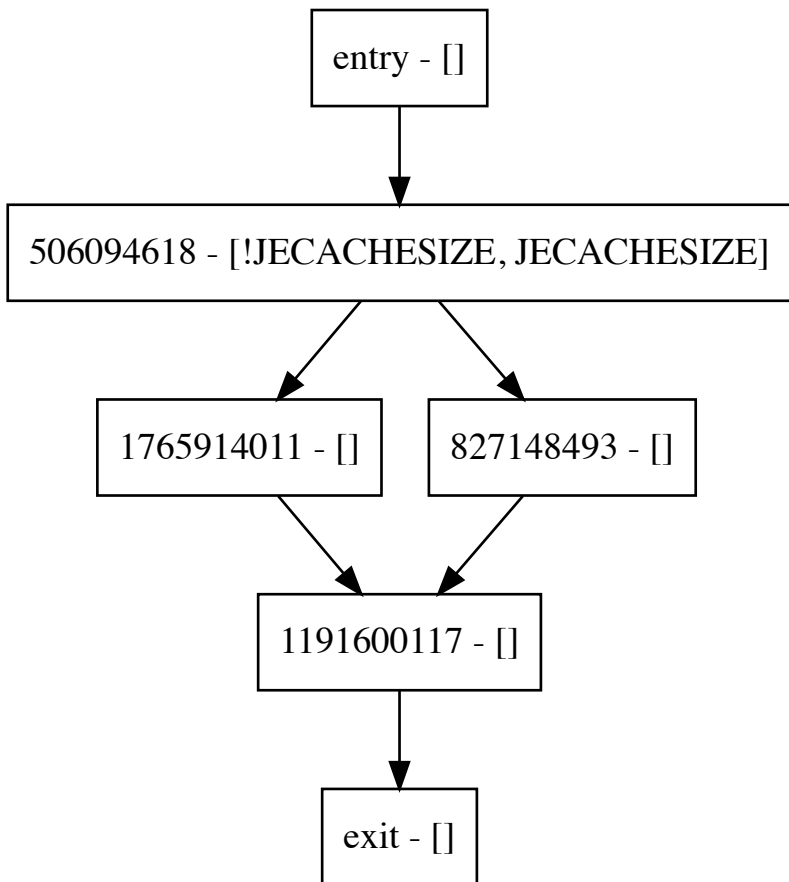 entry - []
506094618 - [!JECACHESIZE, JECACHESIZE]
1765914011 - []
827148493 - []
1191600117 - []
exit - []